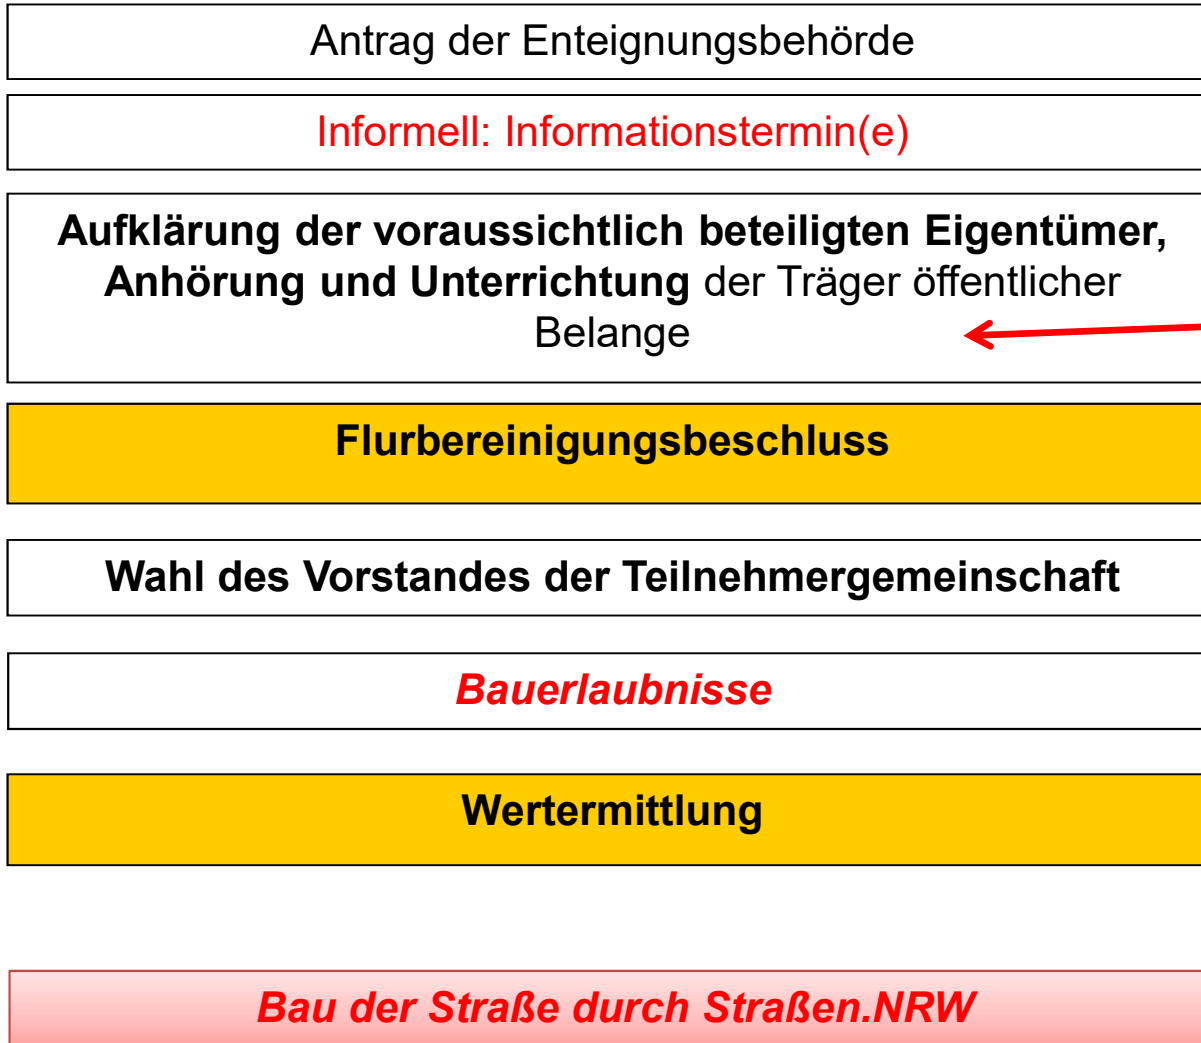 Antrag der Enteignungsbehörde
Informell: Informationstermin(e)
Aufklärung der voraussichtlich beteiligten Eigentümer,
Anhörung und Unterrichtung der Träger öffentlicher
Belange
Flurbereinigungsbeschluss
Wahl des Vorstandes der Teilnehmergemeinschaft
Bauerlaubnisse
Wertermittlung
Bau der Straße durch Straßen.NRW